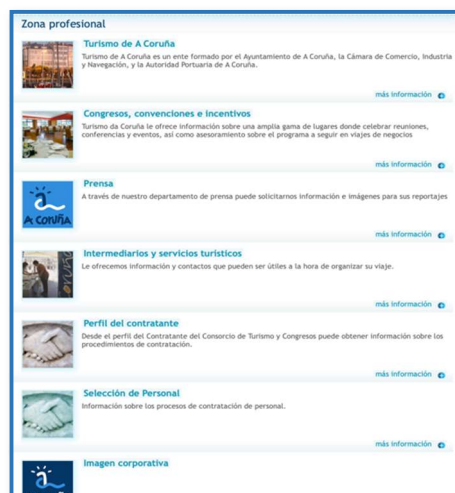 Zona profesional
Turismo de A Coruña
Turismo de A Coruña es un ente formado por el Ayuntamiento de A Coruña, la Cámara de Comercio, Industria
y Navegación, y la Autoridad Portuaria de A Coruña.
más información
Congresos, convenciones e incentivos
Turismo da Coruña le ofrece información sobre una amplia gama de lugares donde celebrar reuniones,
conferencias y eventos, así como asesoramiento sobre el programa a seguir en viajes de negocios
más información
Prensa
A través de nuestro departamento de prensa puede solicitarnos información e imágenes para sus reportajes
A CORUÑA
más información
Intermediarios y servicios turísticos
Le ofrecemos información y contactos que pueden ser útiles a la hora de organizar su viaje.
más información
Perfil del contratante
Desde el perfil del Contratante del Consorcio de Turismo y Congresos puede obtener información sobre los
procedimientos de contratación.
más información
Selección de Personal
Información sobre los procesos de contratación de personal.
más información
Imagen corporativa